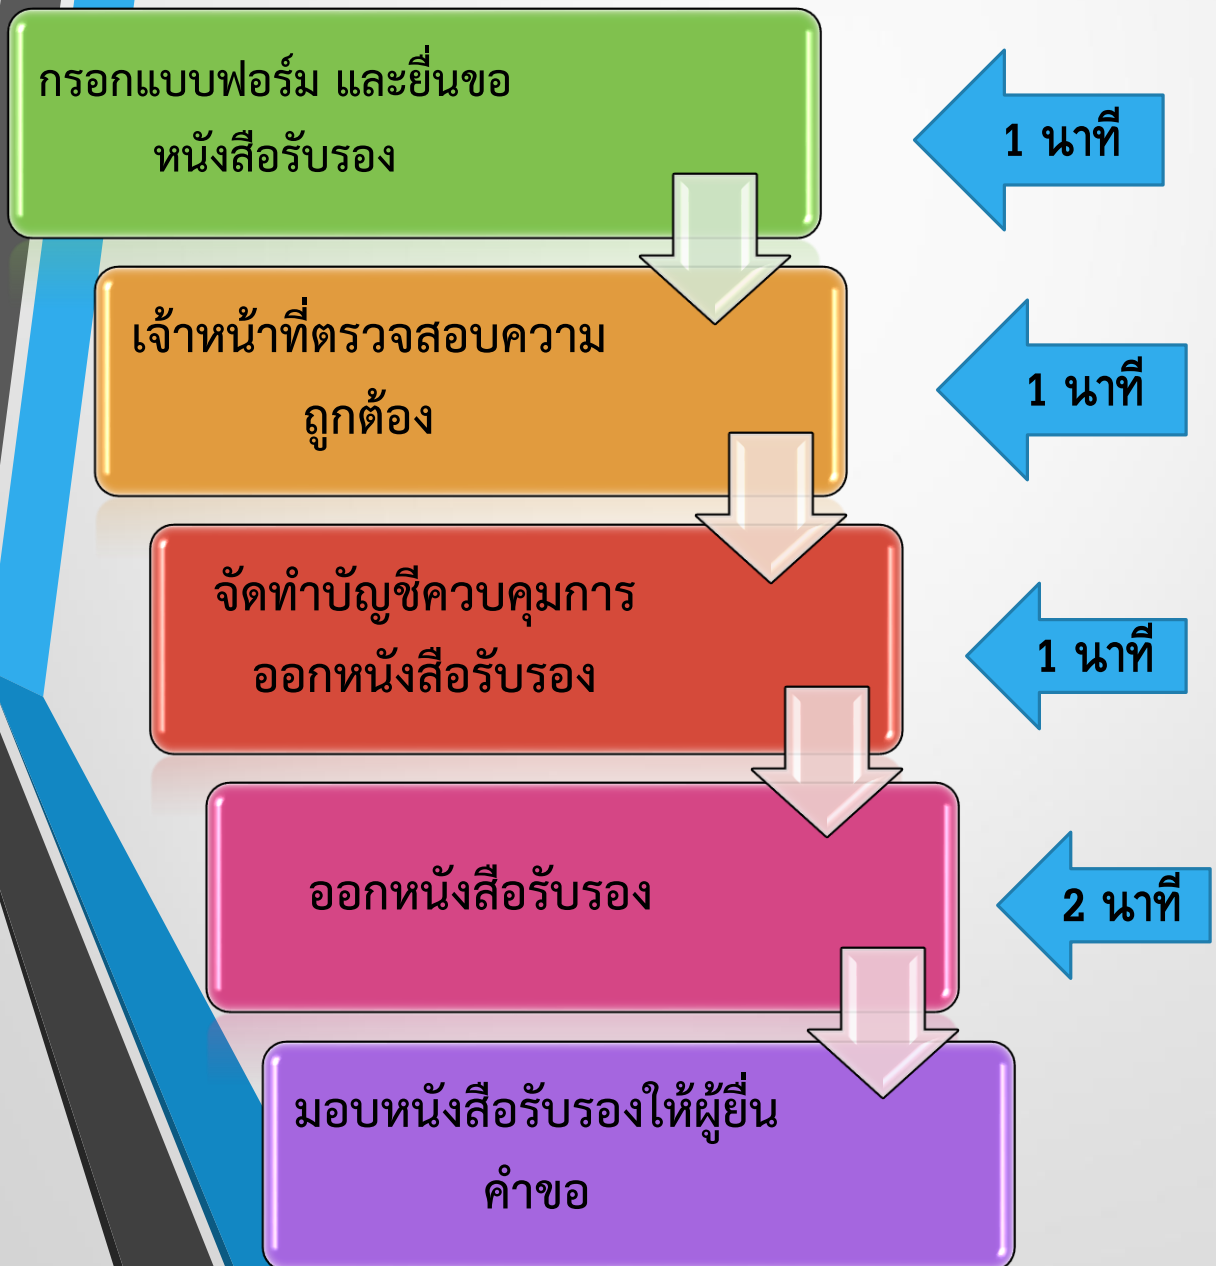 กรอกแบบฟอร์ม และยื่นขอ
หนังสือรับรอง
1 นาที
เจ้าหน้าที่ตรวจสอบความ
ถูกต้อง
1 นาที
จัดทำบัญชีควบคุมการ
ออกหนังสือรับรอง
1 นาที
ออกหนังสือรับรอง
2 นาที
มอบหนังสือรับรองให้ผู้ยื่น
คำขอ